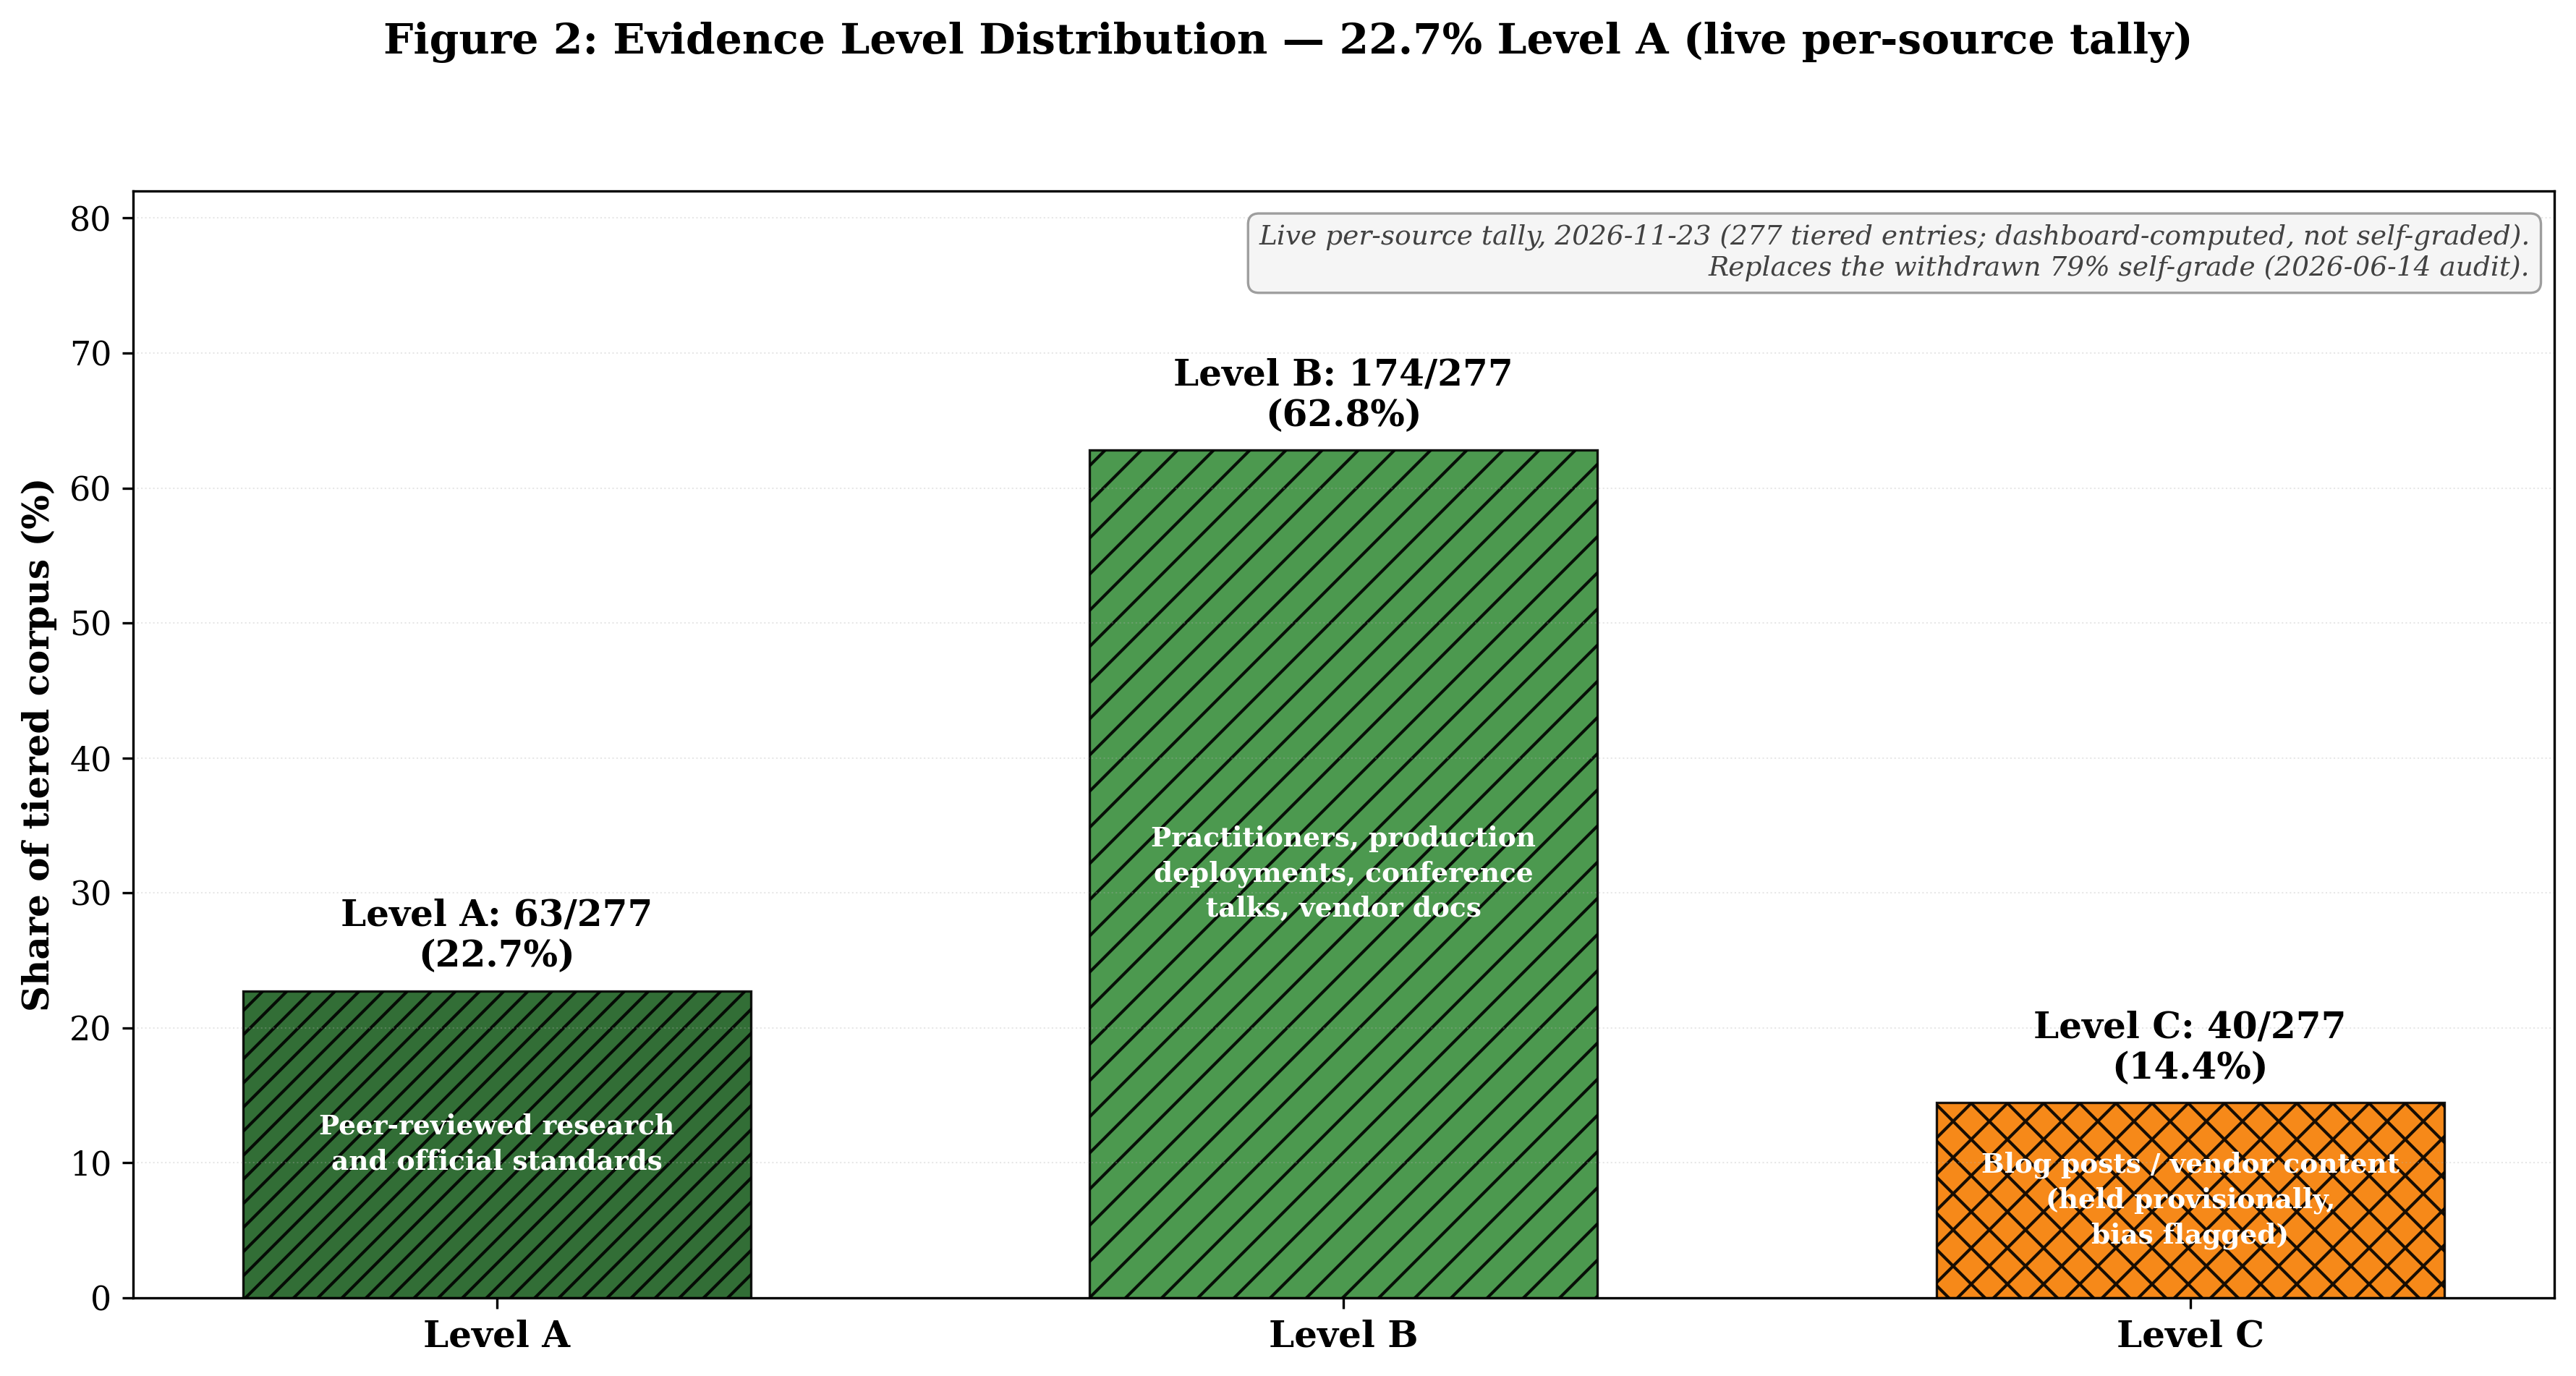 Figure 2: Evidence Level Distribution — 22.7% Level A (live per-source tally)
Live per-source tally, 2026-11-23 (277 tiered entries; dashboard-computed, not self-graded).
Replaces the withdrawn 79% self-grade (2026-06-14 audit).
Share of tiered corpus (%)
80
70
60
50
40
30
20
10
0
Level A: 63/277
(22.7%)
Peer-reviewed research
and official standards
Level B: 174/277
(62.8%)
Practitioners, production
deployments, conference
talks, vendor docs
Level C: 40/277
(14.4%)
Blog posts / vendor content
(held provisionally,
bias flagged)
Level A
Level B
Level C